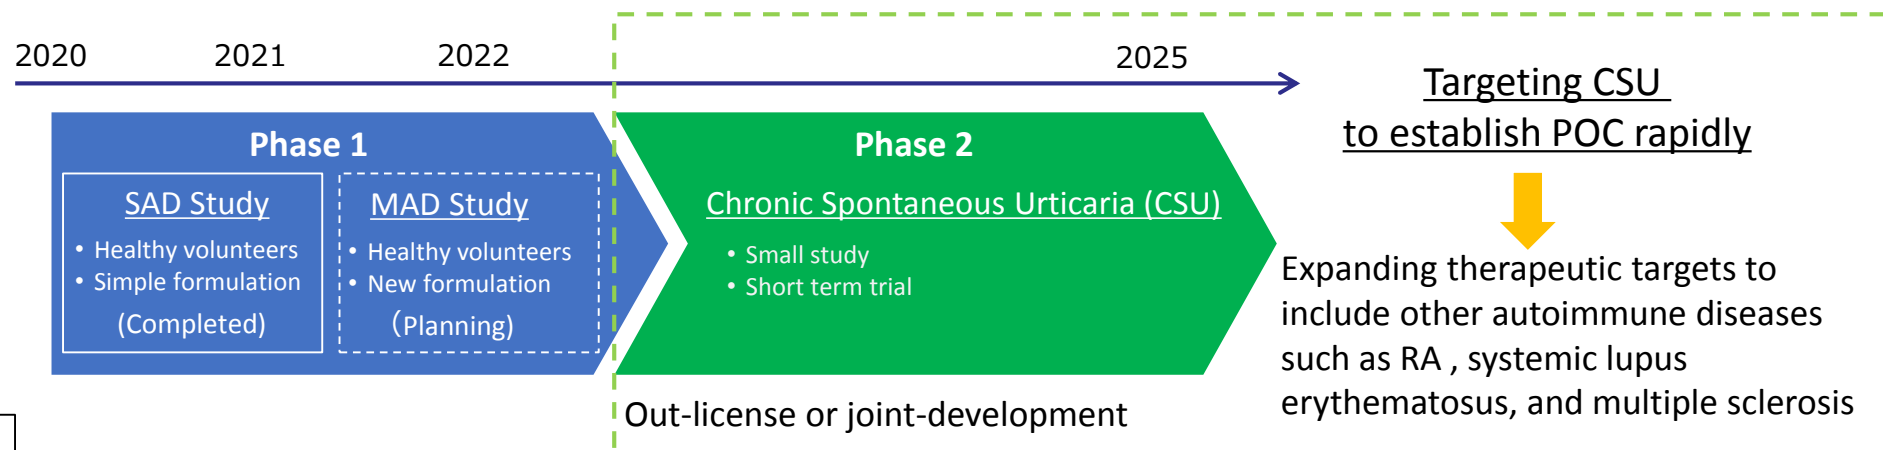 2020 2021 2022 2025
Phase 1
SAD Study
• Healthy volunteers
• Simple formulation
(Completed)
MAD Study
• Healthy volunteers
• New formulation
（Planning)
Phase 2
Chronic Spontaneous Urticaria (CSU)
• Small study
• Short term trial
Out-license or joint-development
Targeting CSU
to establish POC rapidly
Expanding therapeutic targets to
include other autoimmune diseases
such as RA , systemic lupus
erythematosus, and multiple sclerosis